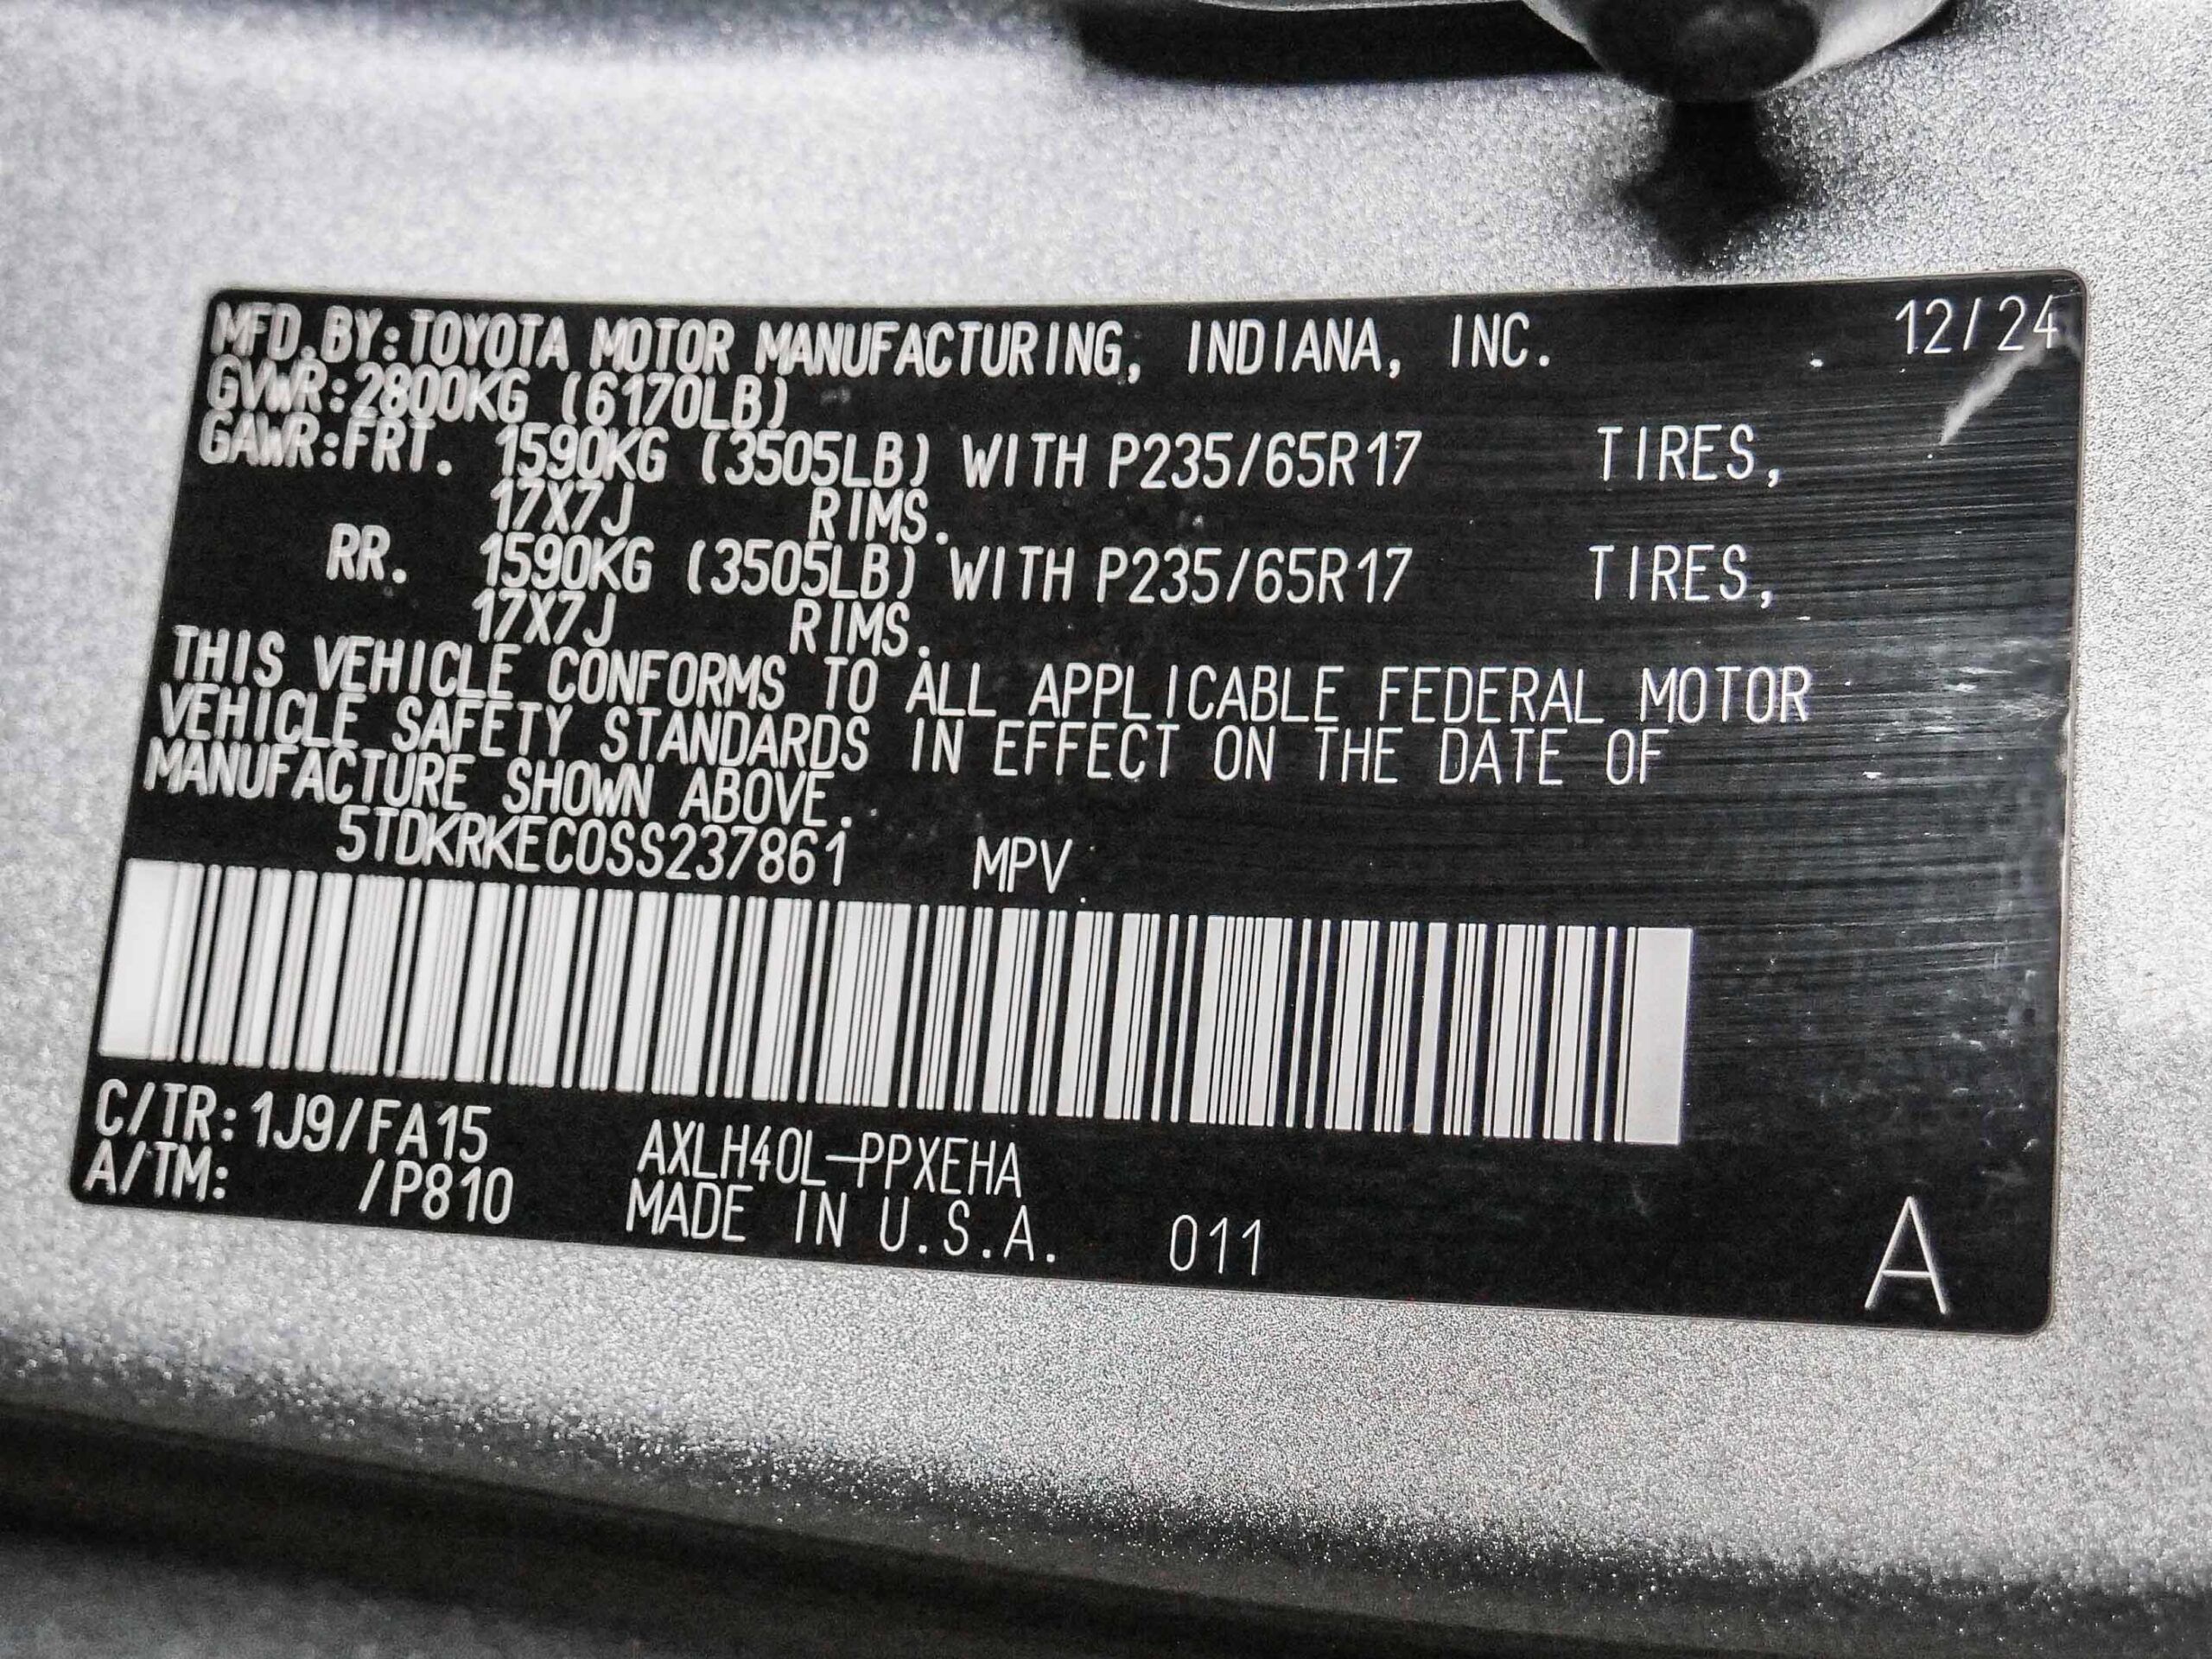 MFD.BY:TOYOTA MOTOR MANUFACTURING, INDIANA, INC. 12/24
GVWR:2800KG (6170LB)
GAWR:FRT. 1590KG (3505LB) WITH P235/65R17 TIRES,
17X7J RIMS.
RR. 1590KG (3505LB) WITH P235/65R17 TIRES,
17X7J RIMS.
THIS VEHICLE CONFORMS TO ALL APPLICABLE FEDERAL MOTOR
VEHICLE SAFETY STANDARDS IN EFFECT ON THE DATE OF
MANUFACTURE SHOWN ABOVE.
5TDKRKEC0SS237861 MPV
C/TR:1J9/FA15 AXLH40L-PPXEHA
A/TM: /P810 MADE IN U.S.A. 011
A